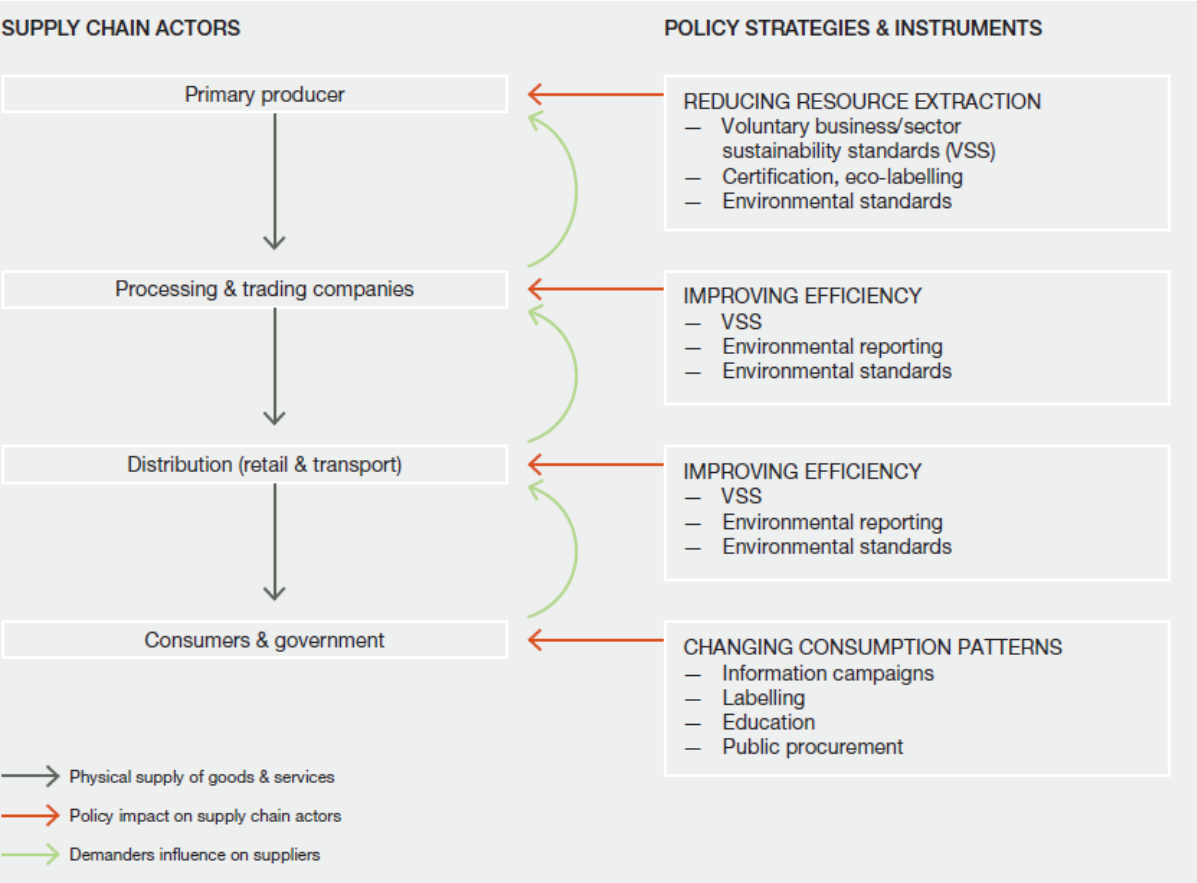 SUPPLY CHAIN ACTORS
POLICY STRATEGIES & INSTRUMENTS
Primary producer
REDUCING RESOURCE EXTRACTION
— Voluntary business/sector
sustainability standards (VSS)
— Certification, eco-labelling
— Environmental standards
Processing & trading companies
IMPROVING EFFICIENCY
— VSS
— Environmental reporting
— Environmental standards
Distribution (retail & transport)
IMPROVING EFFICIENCY
— VSS
— Environmental reporting
— Environmental standards
Consumers & government
CHANGING CONSUMPTION PATTERNS
— Information campaigns
— Labelling
— Education
— Public procurement
Physical supply of goods & services
Policy impact on supply chain actors
Demanders influence on suppliers